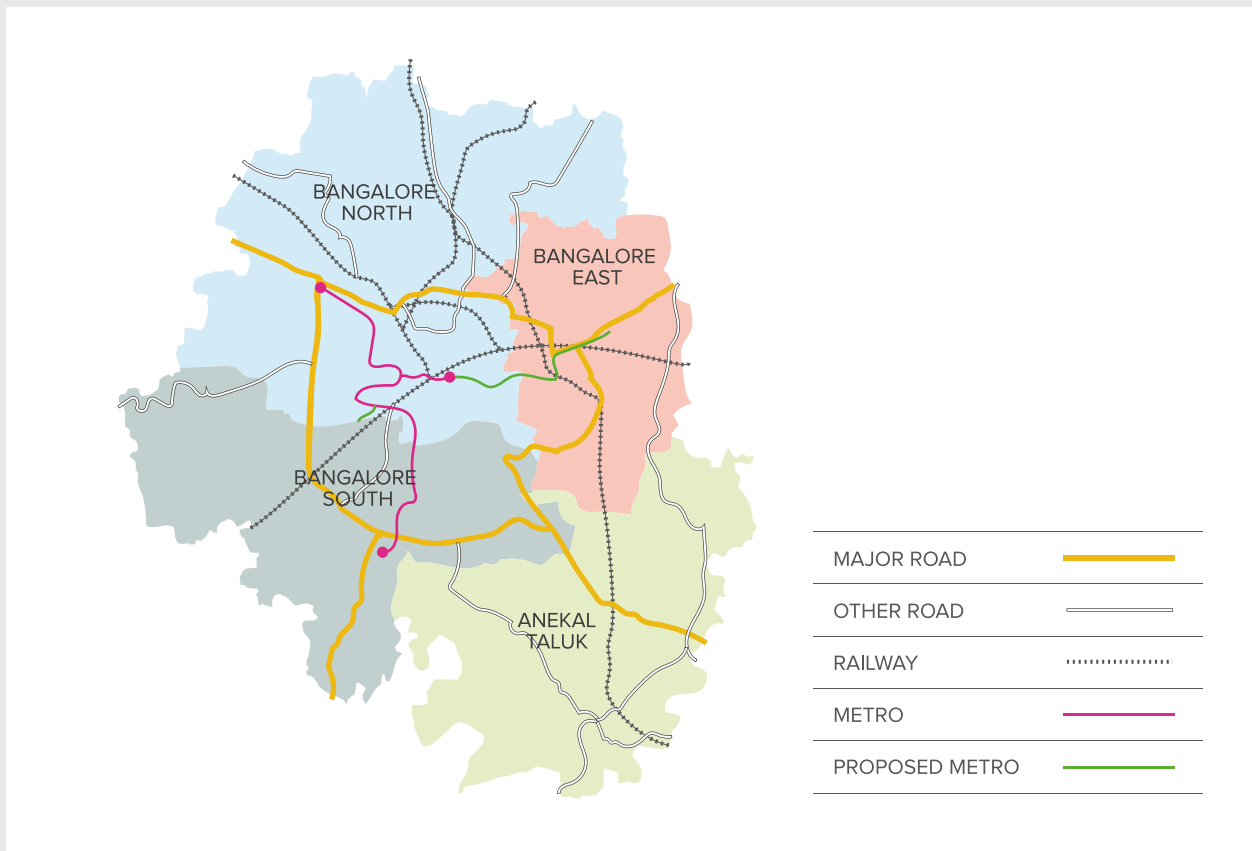 BANGALORE
NORTH
BANGALORE
EAST
BANGALORE
SOUTH
ANEKAL
TALUK
MAJOR ROAD
OTHER ROAD
RAILWAY
METRO
PROPOSED METRO